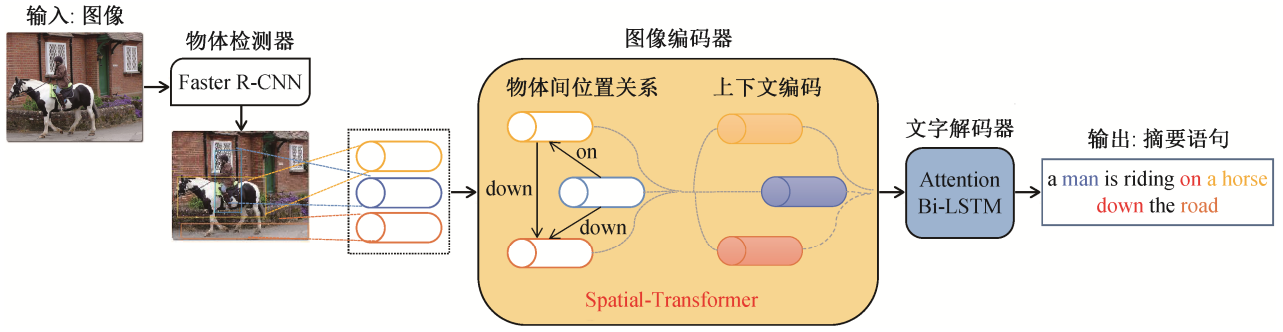 输入: 图像
物体检测器
Faster R-CNN
图像编码器
物体间位置关系
上下文编码
on
down
down
Spatial-Transformer
文字解码器
Attention
Bi-LSTM
输出: 摘要语句
a man is riding on a horse
down the road